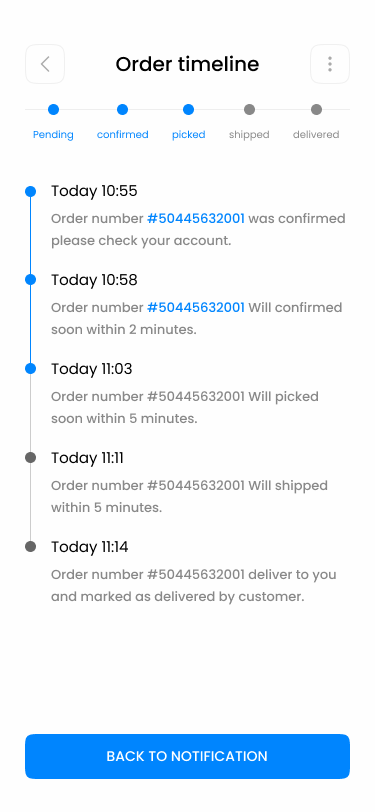 Order timeline
Pending confirmed picked shipped delivered
Today 10:55
Order number #50445632001 was confirmed
please check your account.
Today 10:58
Order number #50445632001 Will confirmed
soon within 2 minutes.
Today 11:03
Order number #50445632001 Will picked
soon within 5 minutes.
Today 11:11
Order number #50445632001 Will shipped
within 5 minutes.
Today 11:14
Order number #50445632001 deliver to you
and marked as delivered by customer.
BACK TO NOTIFICATION